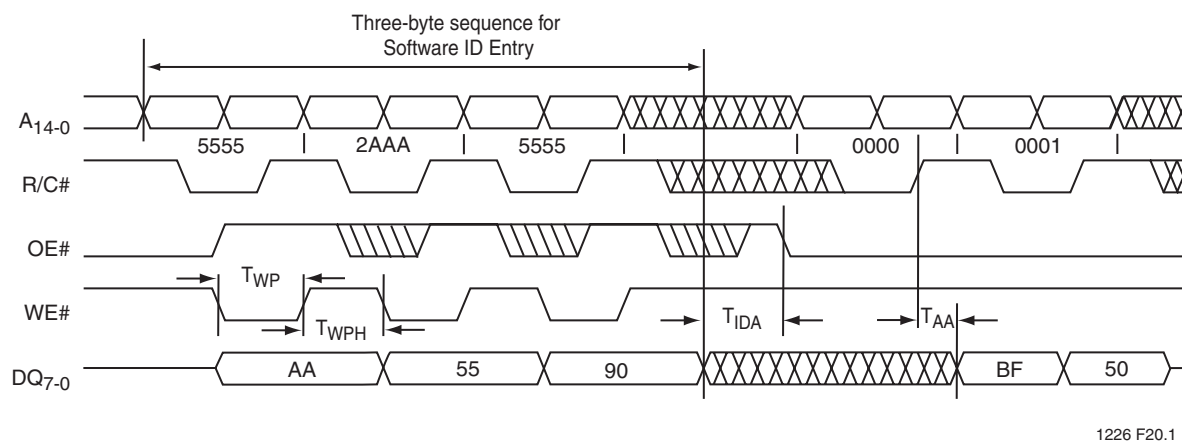 Three-byte sequence for
Software ID Entry
A14-0
5555 2AAA 5555 0000 0001
R/C#
OE#
TWP
WE#
TWPH TIDA TAA
DQ7-0 AA 55 90 BF 50
1226 F20.1